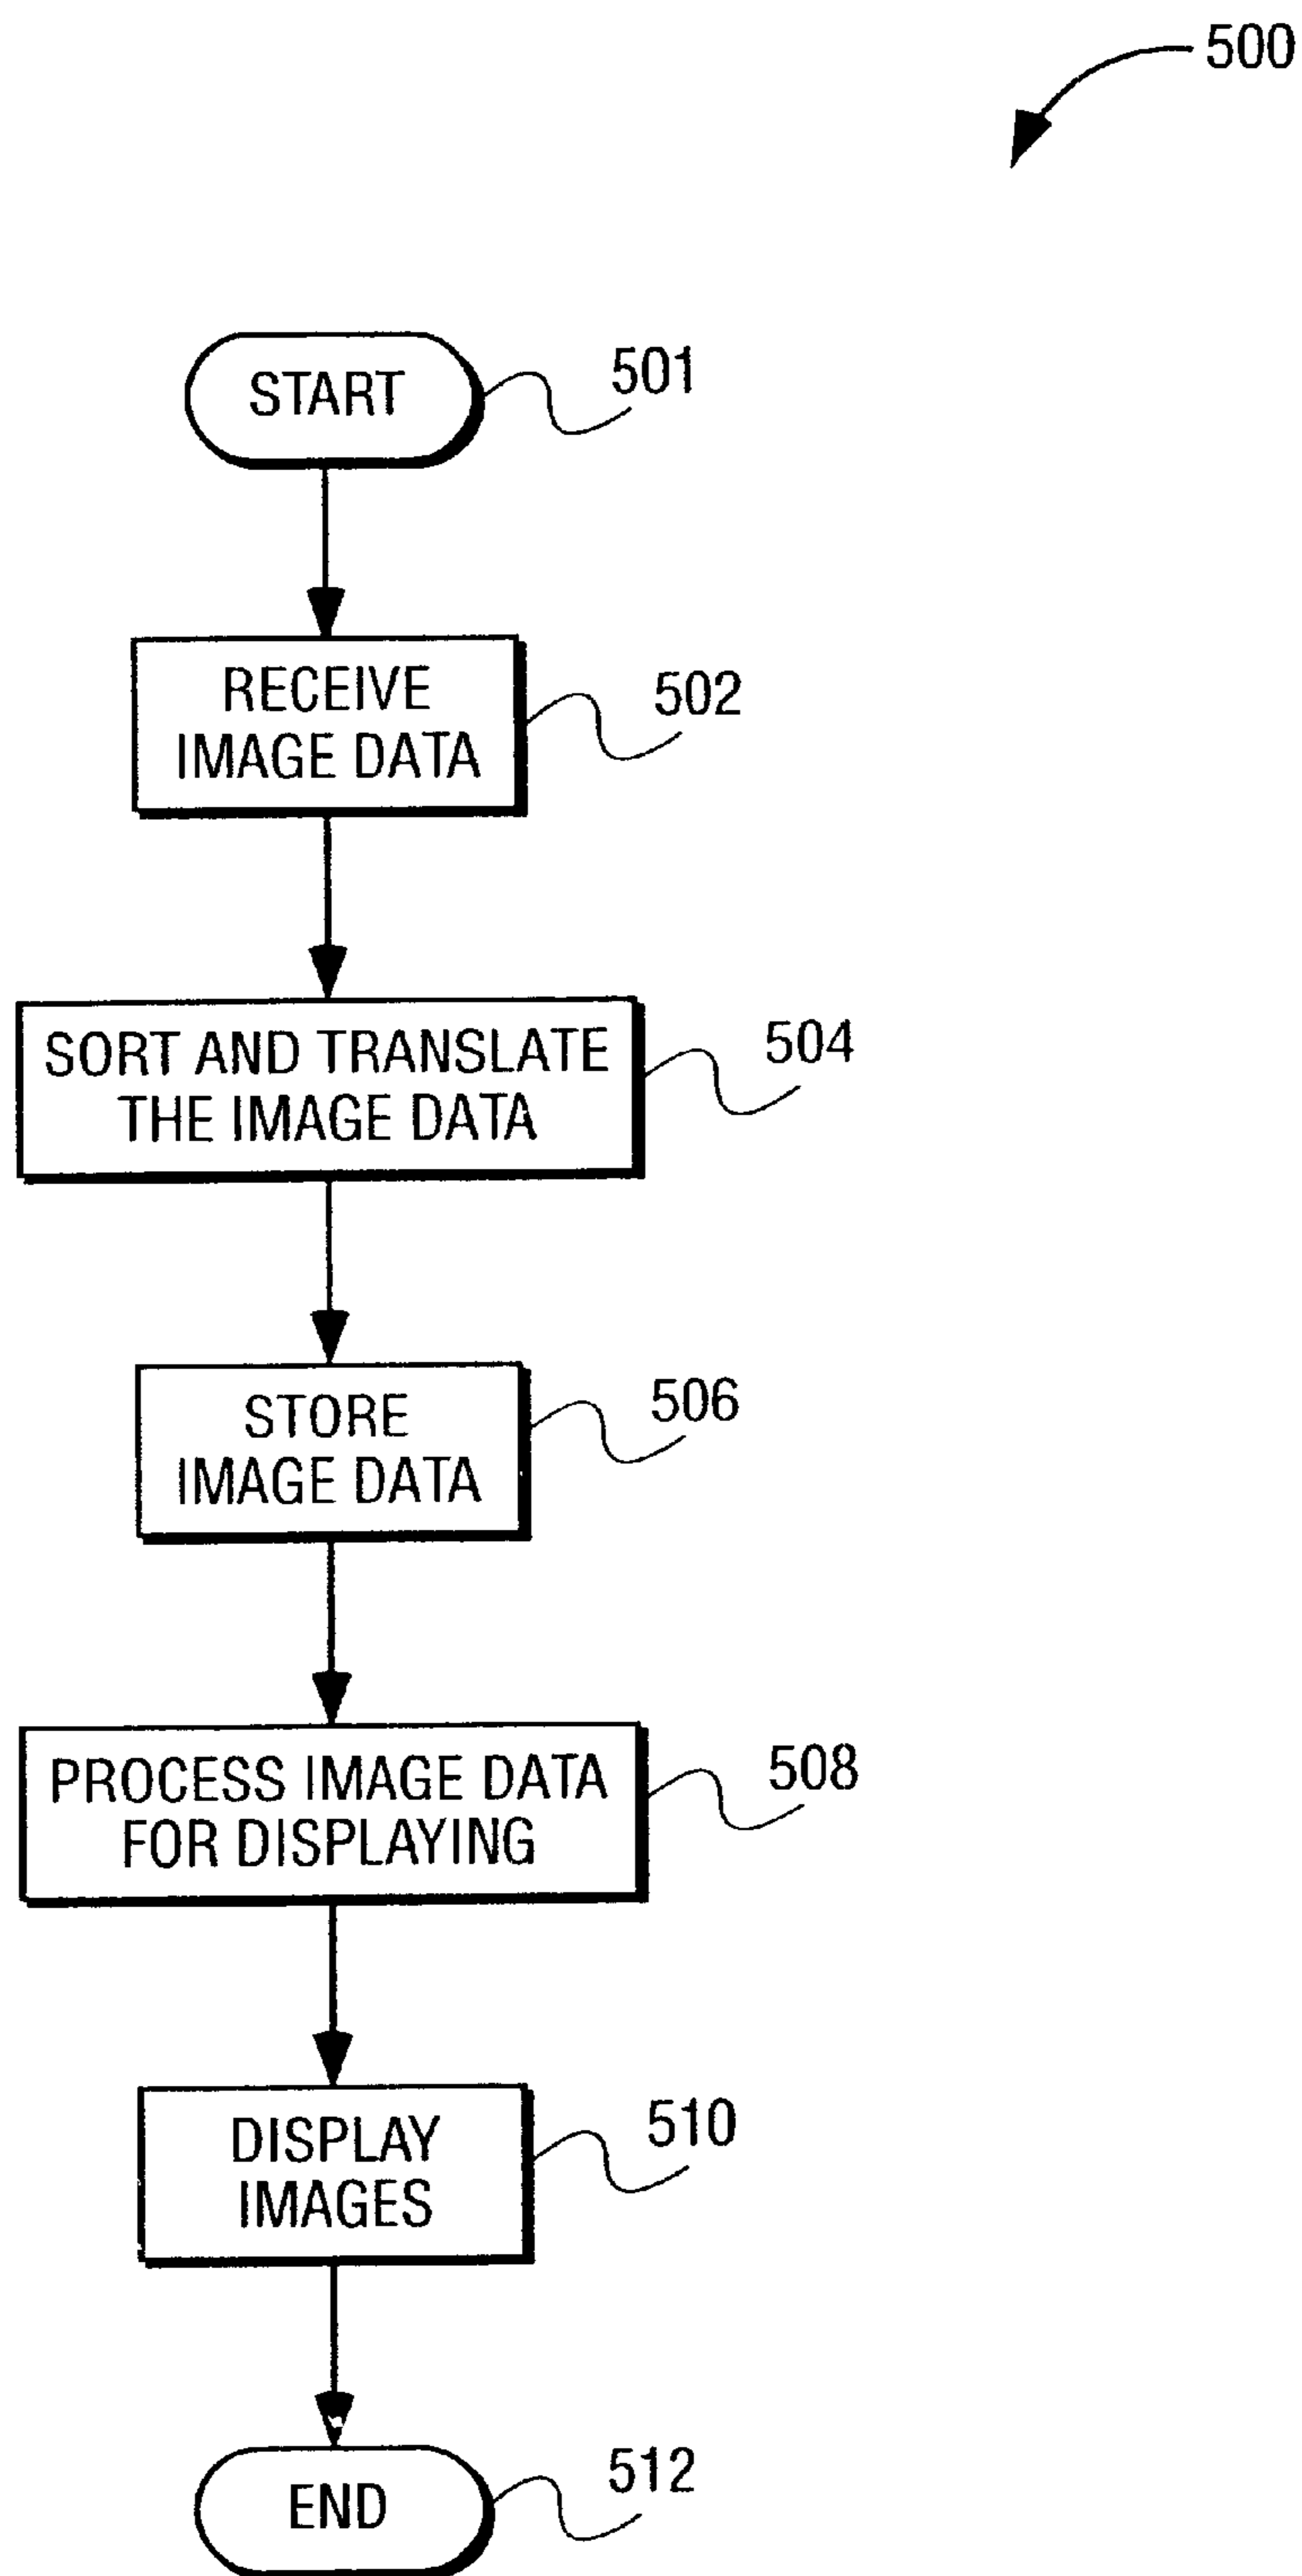 500
START
501
RECEIVE
IMAGE DATA
502
SORT AND TRANSLATE
THE IMAGE DATA
504
STORE
IMAGE DATA
506
PROCESS IMAGE DATA
FOR DISPLAYING
508
DISPLAY
IMAGES
510
END
512